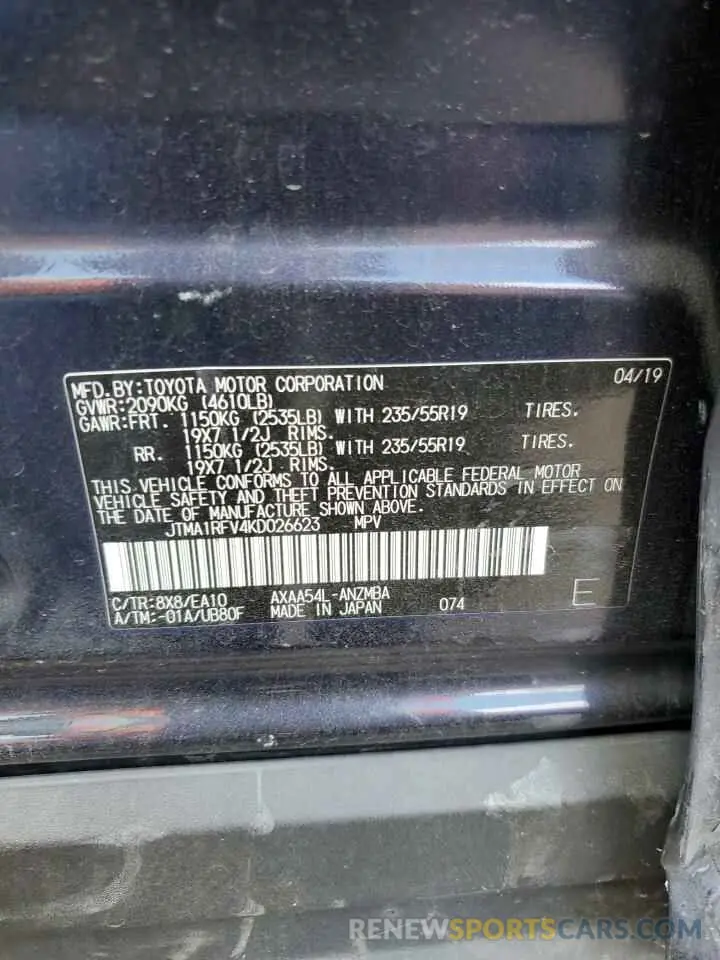 MFD.BY:TOYOTA MOTOR CORPORATION 04/19
GVWR:2090KG (4610LB)
GAWR:FRT. 1150KG (2535LB) WITH 235/55R19 TIRES.
19X7 1/2J RIMS.
RR. 1150KG (2535LB) WITH 235/55R19 TIRES.
19X7 1/2J RIMS.
THIS VEHICLE CONFORMS TO ALL APPLICABLE FEDERAL MOTOR
VEHICLE SAFETY AND THEFT PREVENTION STANDARDS IN EFFECT ON
THE DATE OF MANUFACTURE SHOWN ABOVE.
JTMA1RFV4KD026623 MPV
C/TR:8X8/EA10 AXAA54L-ANZMBA
A/TM:-01A/UB80F MADE IN JAPAN 074 E
RENEWSPORTSCARS.COM